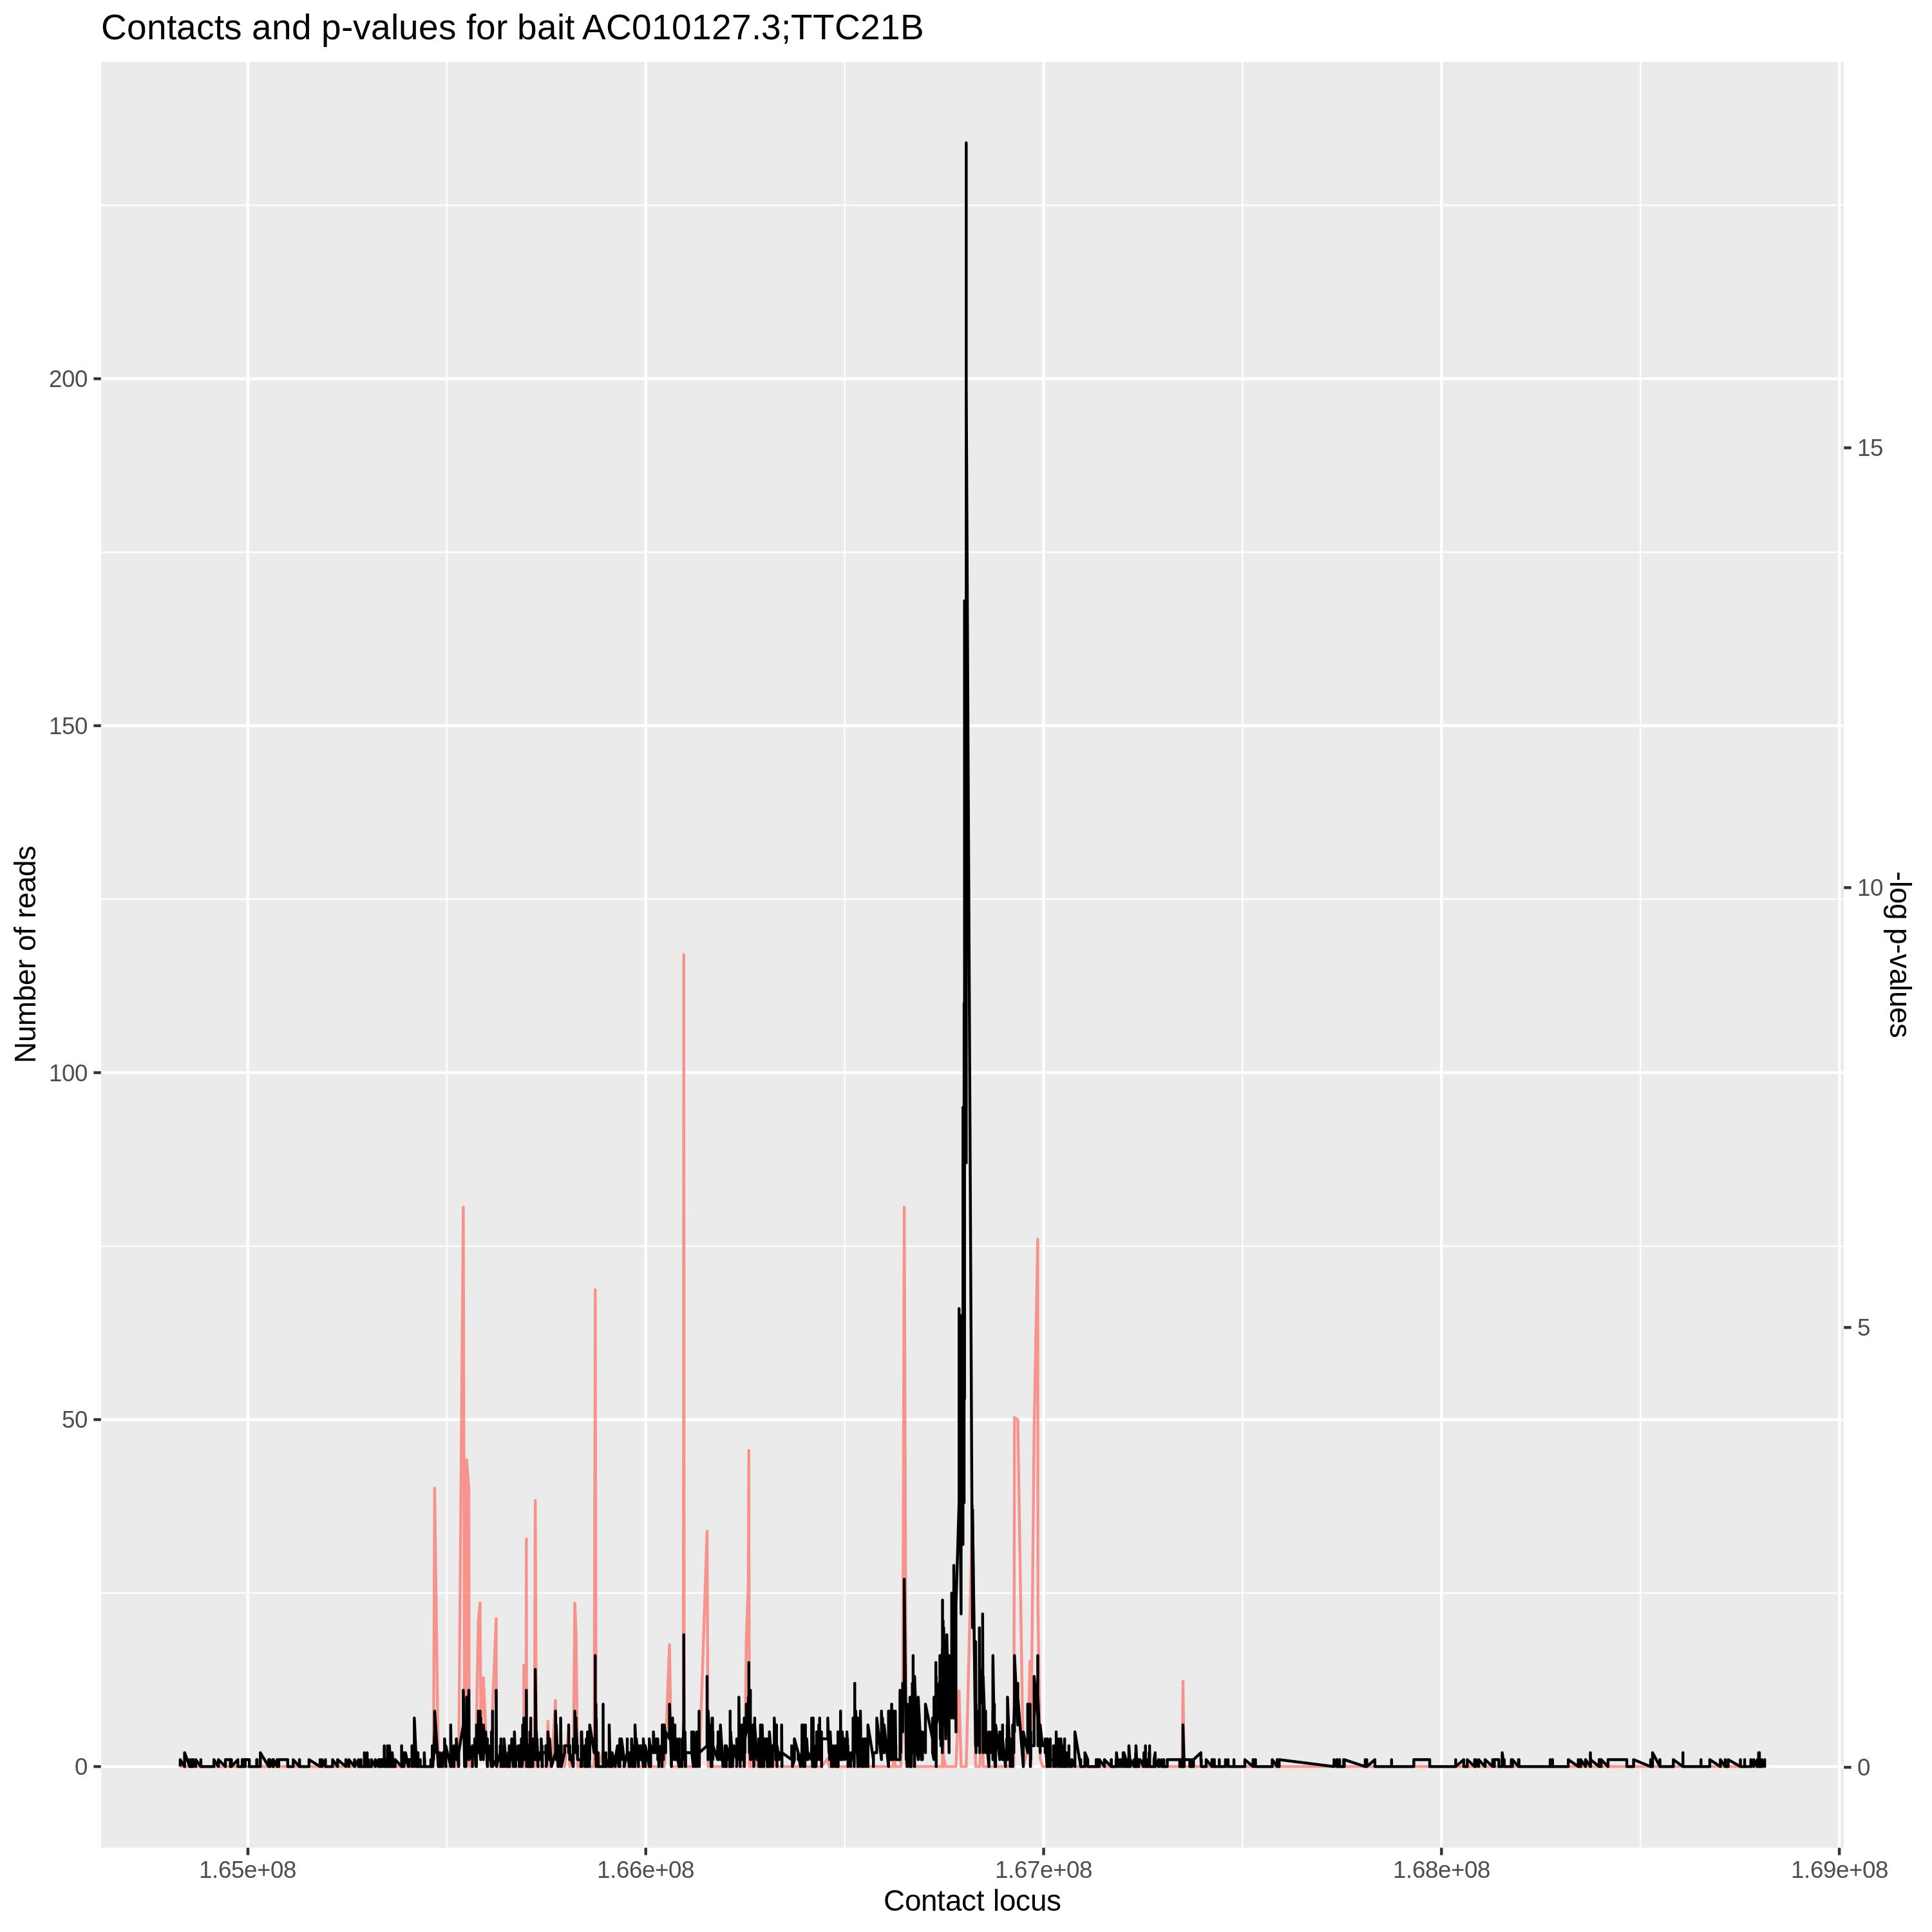 Contacts and p-values for bait AC010127.3;TTC21B
200
150
100
50
0
Number of reads
15
10
5
0
-log p-values
1.65e+08
1.66e+08
1.67e+08
1.68e+08
1.69e+08
Contact locus